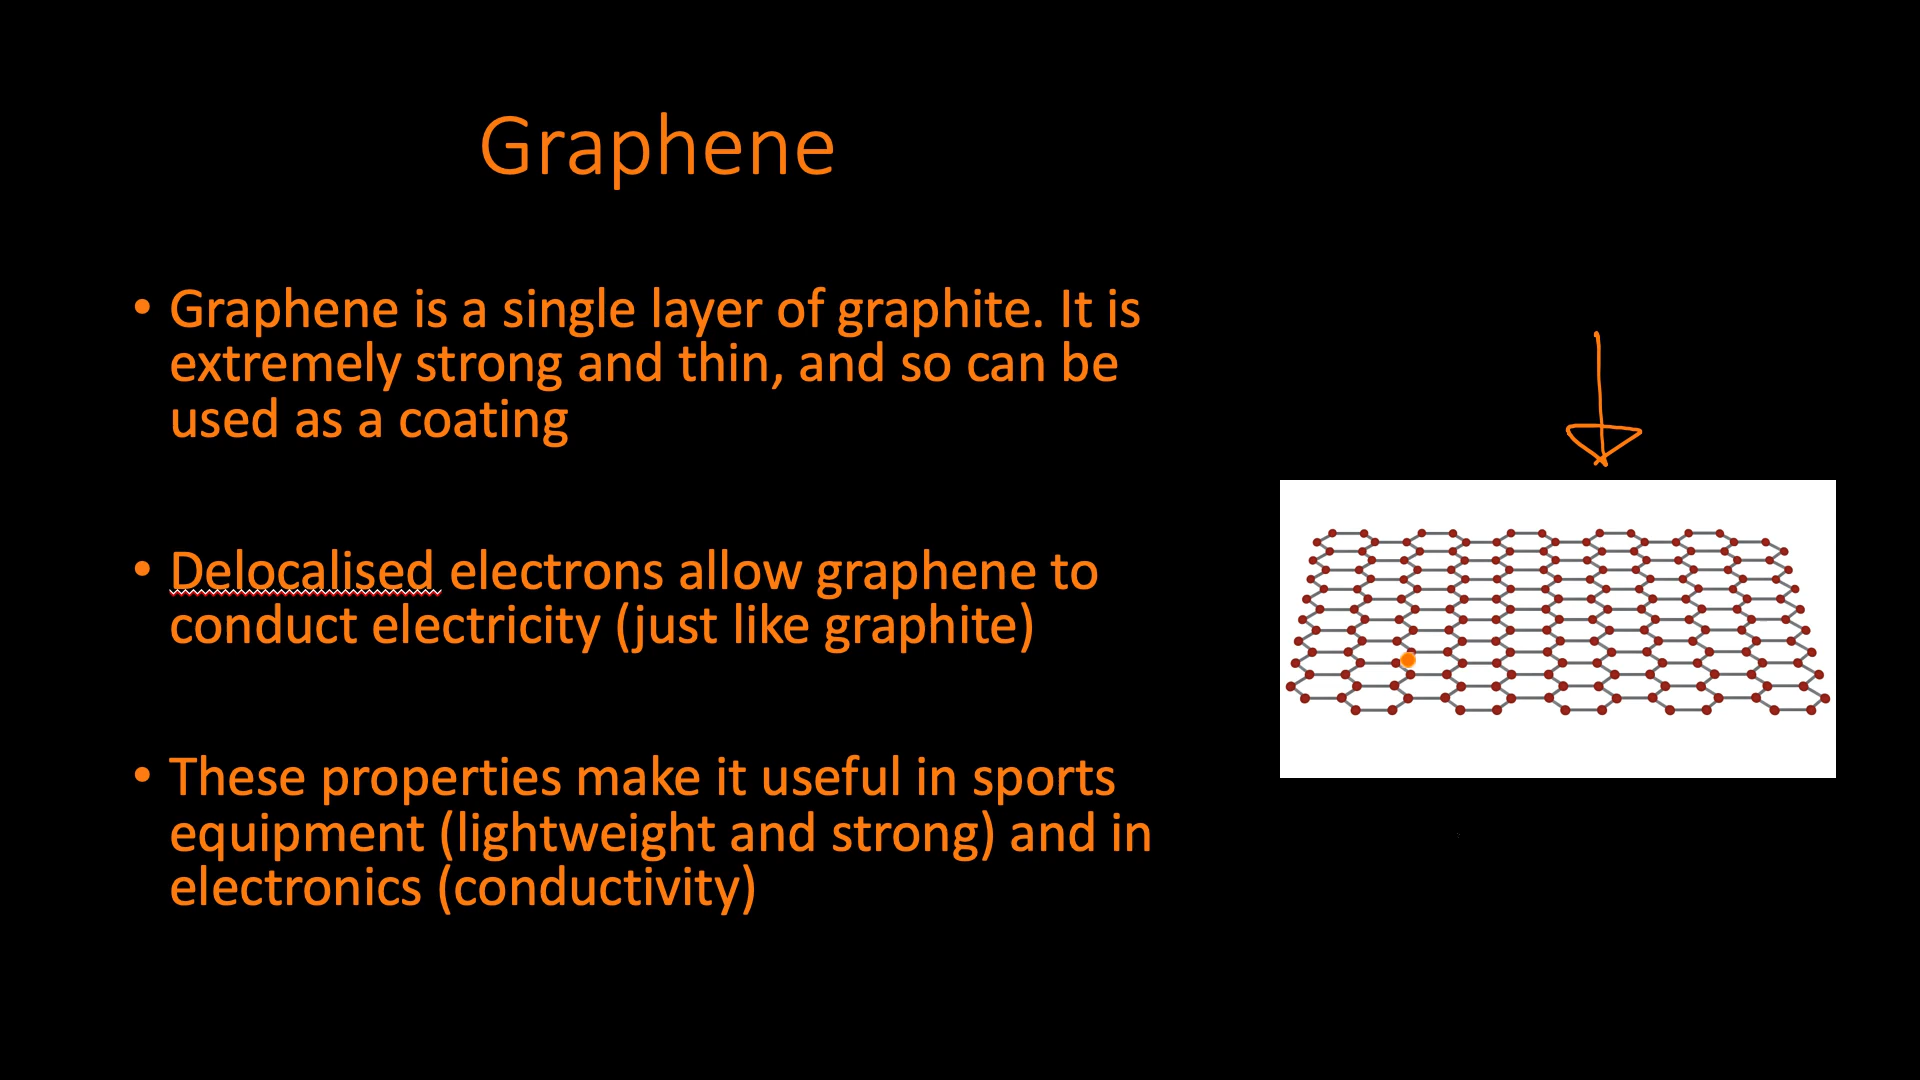 Graphene
• Graphene is a single layer of graphite. It is
extremely strong and thin, and so can be
used as a coating
• Delocalised electrons allow graphene to
conduct electricity (just like graphite)
• These properties make it useful in sports
equipment (lightweight and strong) and in
electronics (conductivity)